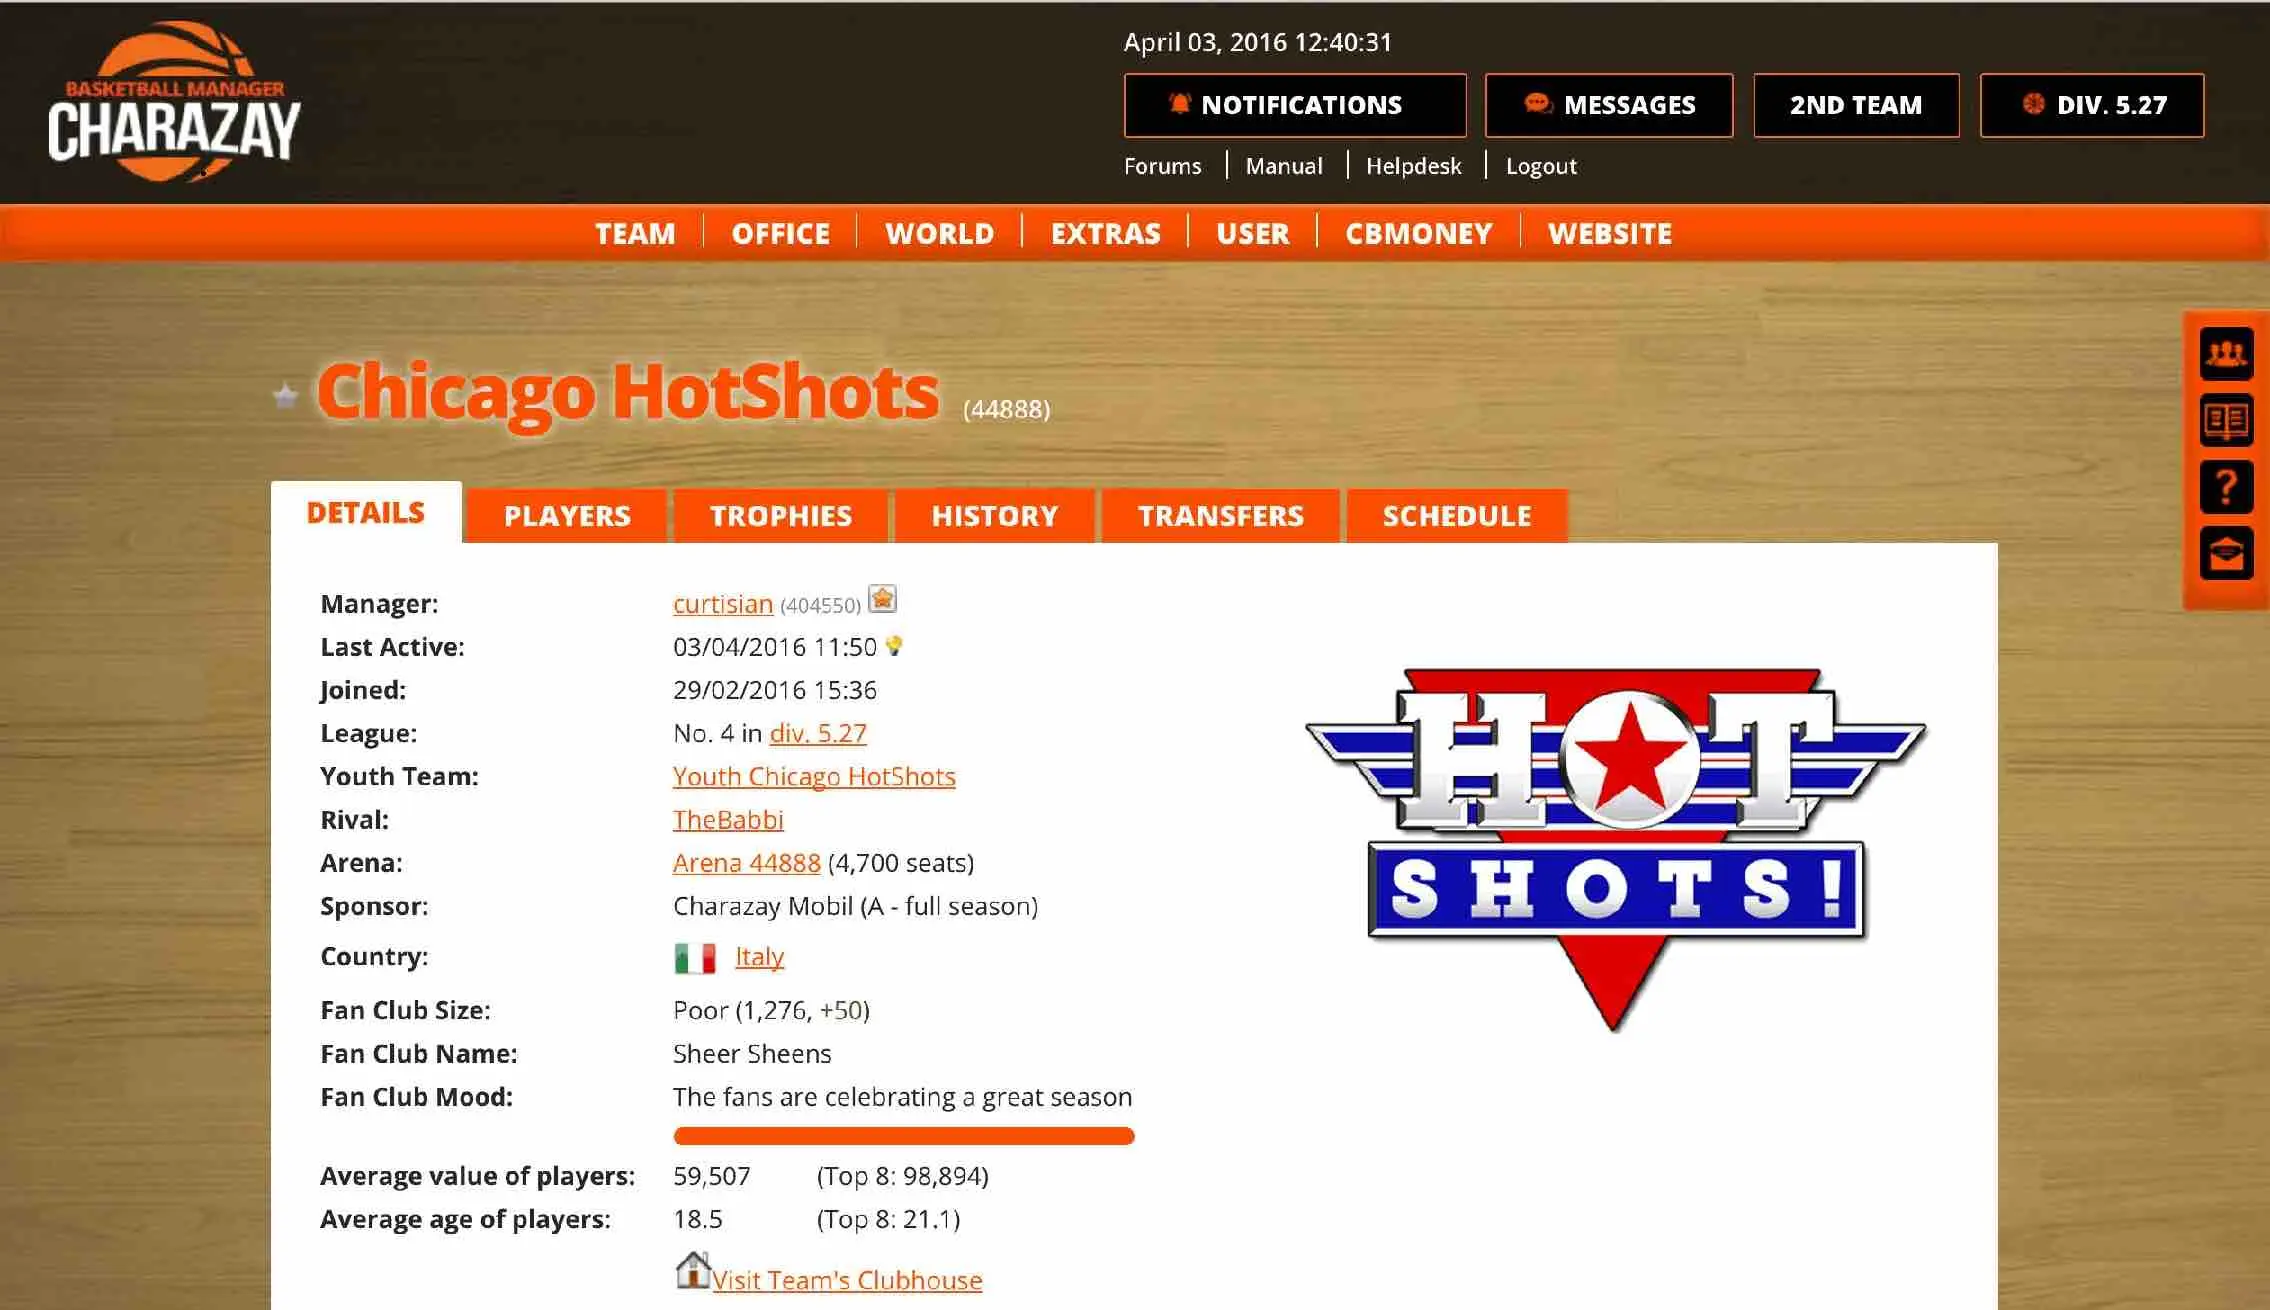 April 03, 2016 12:40:31
BASKETBALL MANAGER
CHARAZAY
NOTIFICATIONS MESSAGES 2ND TEAM DIV. 5.27
Forums Manual Helpdesk Logout
TEAM OFFICE WORLD EXTRAS USER CBMONEY WEBSITE
Chicago HotShots (44888)
DETAILS PLAYERS TROPHIES HISTORY TRANSFERS SCHEDULE
Manager: curtisian (404550)
Last Active: 03/04/2016 11:50
Joined: 29/02/2016 15:36
League: No. 4 in div. 5.27
Youth Team: Youth Chicago HotShots
Rival: TheBabbi
Arena: Arena 44888 (4,700 seats)
Sponsor: Charazay Mobil (A - full season)
Country: Italy
Fan Club Size: Poor (1,276, +50)
Fan Club Name: Sheer Sheens
Fan Club Mood: The fans are celebrating a great season
Average value of players: 59,507 (Top 8: 98,894)
Average age of players: 18.5 (Top 8: 21.1)
Visit Team's Clubhouse
HOT
SHOTS!